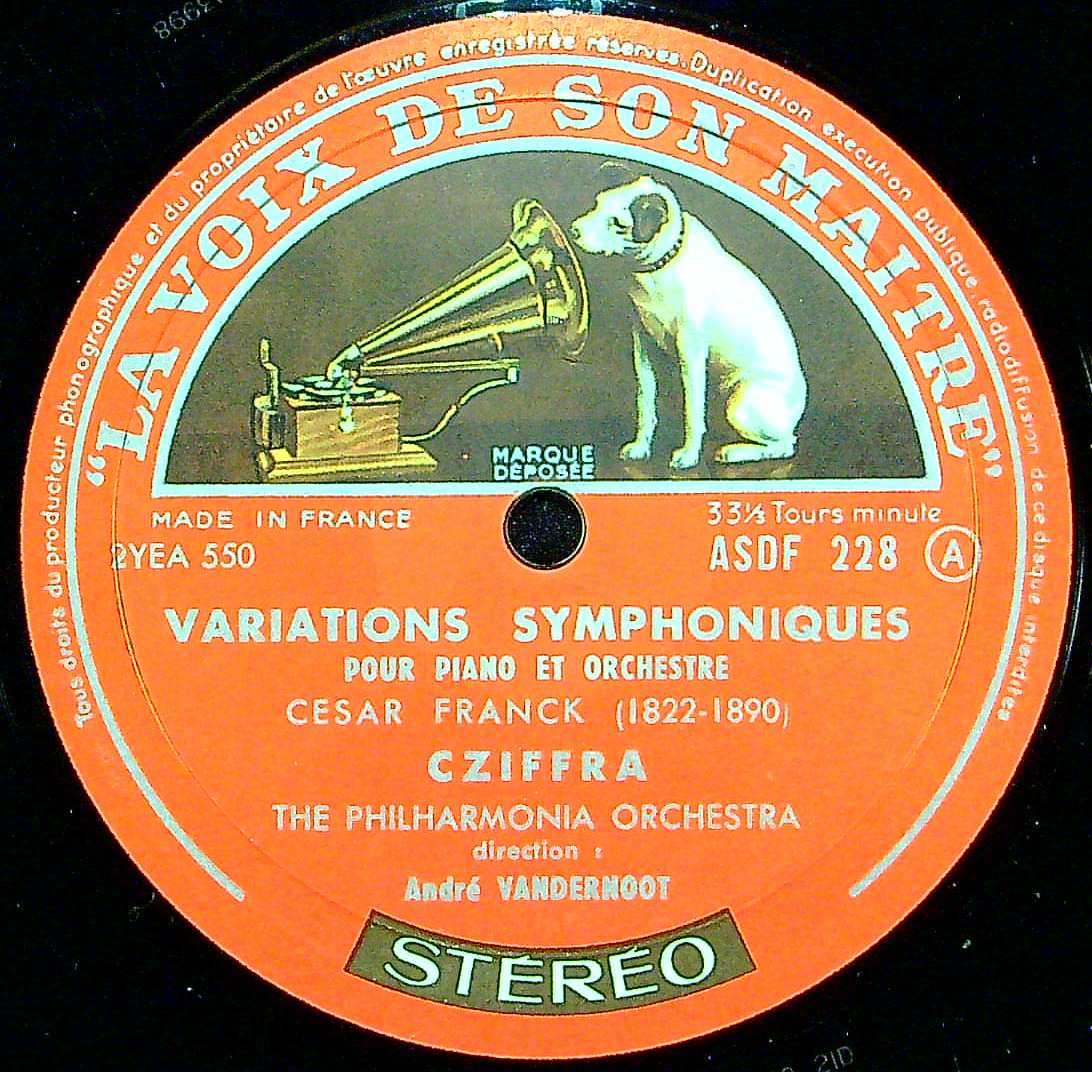 Tous droits du producteur phonographique et du propriétaire de l'œuvre enregistrée réservés. Duplication execution publique. radiodiffusion de ce disque interdites
“LA VOIX DE SON MAITRE”
MARQUE
DÉPOSÉE
MADE IN FRANCE
33⅓ Tours minute
2YEA 550
ASDF 228 A
VARIATIONS SYMPHONIQUES
POUR PIANO ET ORCHESTRE
CESAR FRANCK (1822-1890)
CZIFFRA
THE PHILHARMONIA ORCHESTRA
direction :
André VANDERNOOT
STÉRÉO
21D